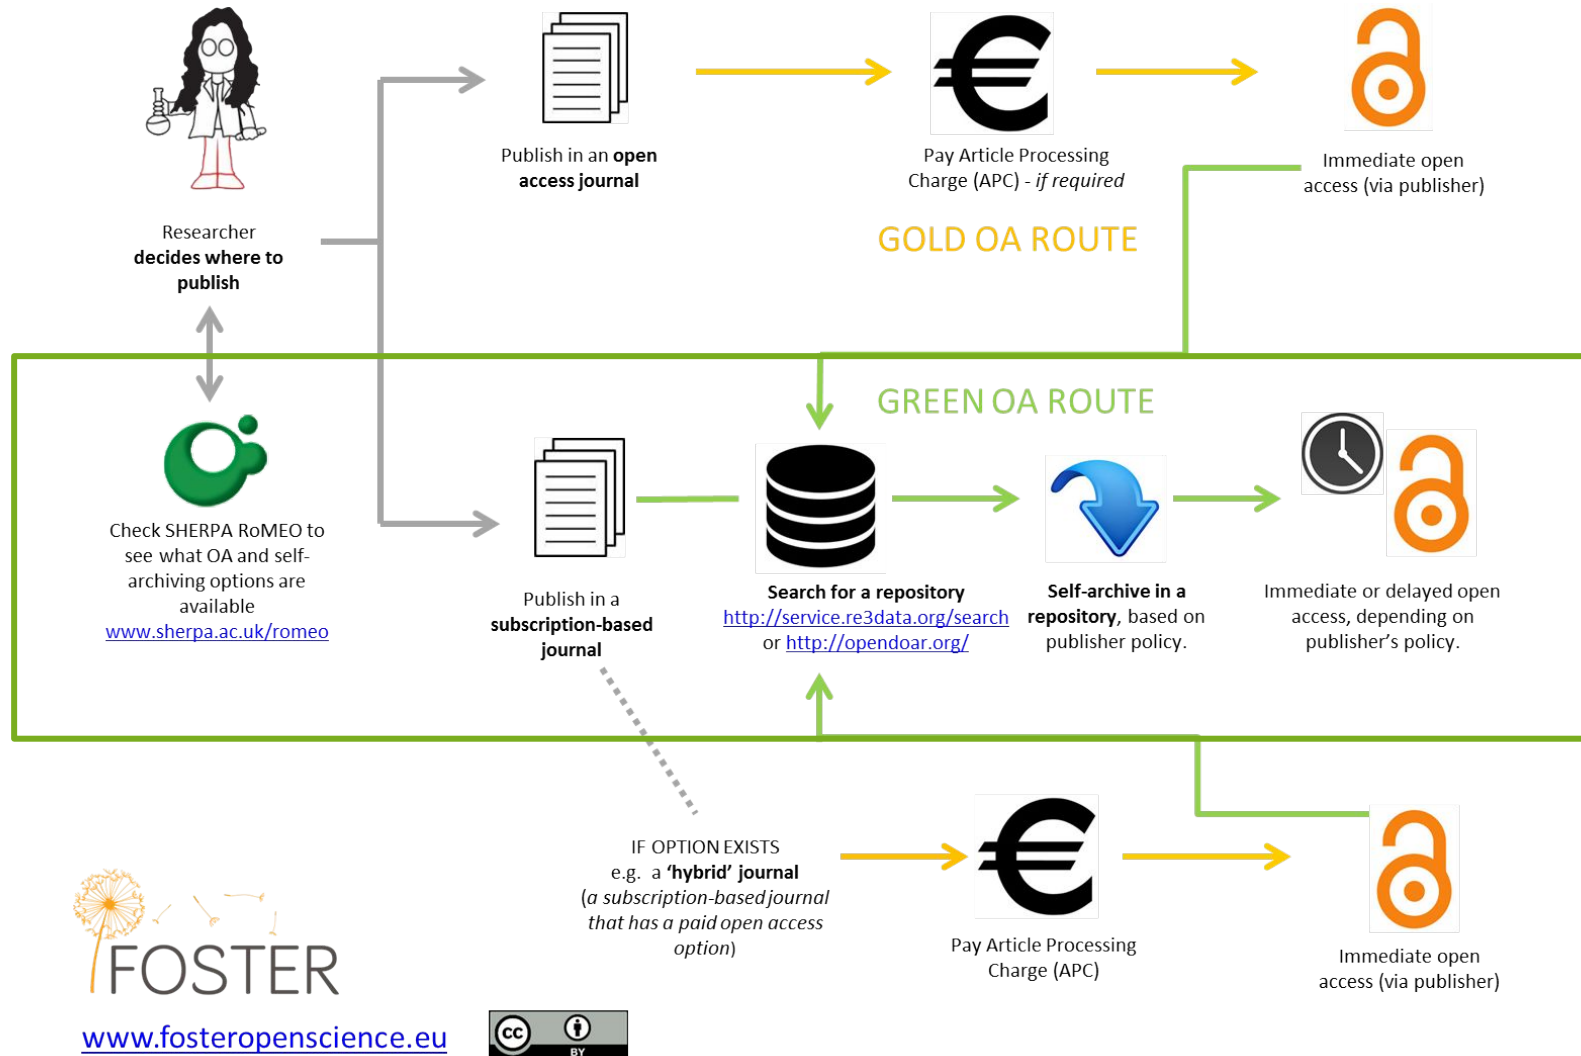 Publish in an open
access journal
Pay Article Processing
Charge (APC) - if required
Immediate open
access (via publisher)
Researcher
decides where to
publish
GOLD OA ROUTE
GREEN OA ROUTE
Check SHERPA RoMEO to
see what OA and self-
archiving options are
available
www.sherpa.ac.uk/romeo
Publish in a
subscription-based
journal
Search for a repository
http://service.re3data.org/search
or http://opendoar.org/
Self-archive in a
repository, based on
publisher policy.
Immediate or delayed open
access, depending on
publisher’s policy.
IF OPTION EXISTS
e.g. a ‘hybrid’ journal
(a subscription-based journal
that has a paid open access
option)
Pay Article Processing
Charge (APC)
Immediate open
access (via publisher)
FOSTER
www.fosteropenscience.eu
cc
BY